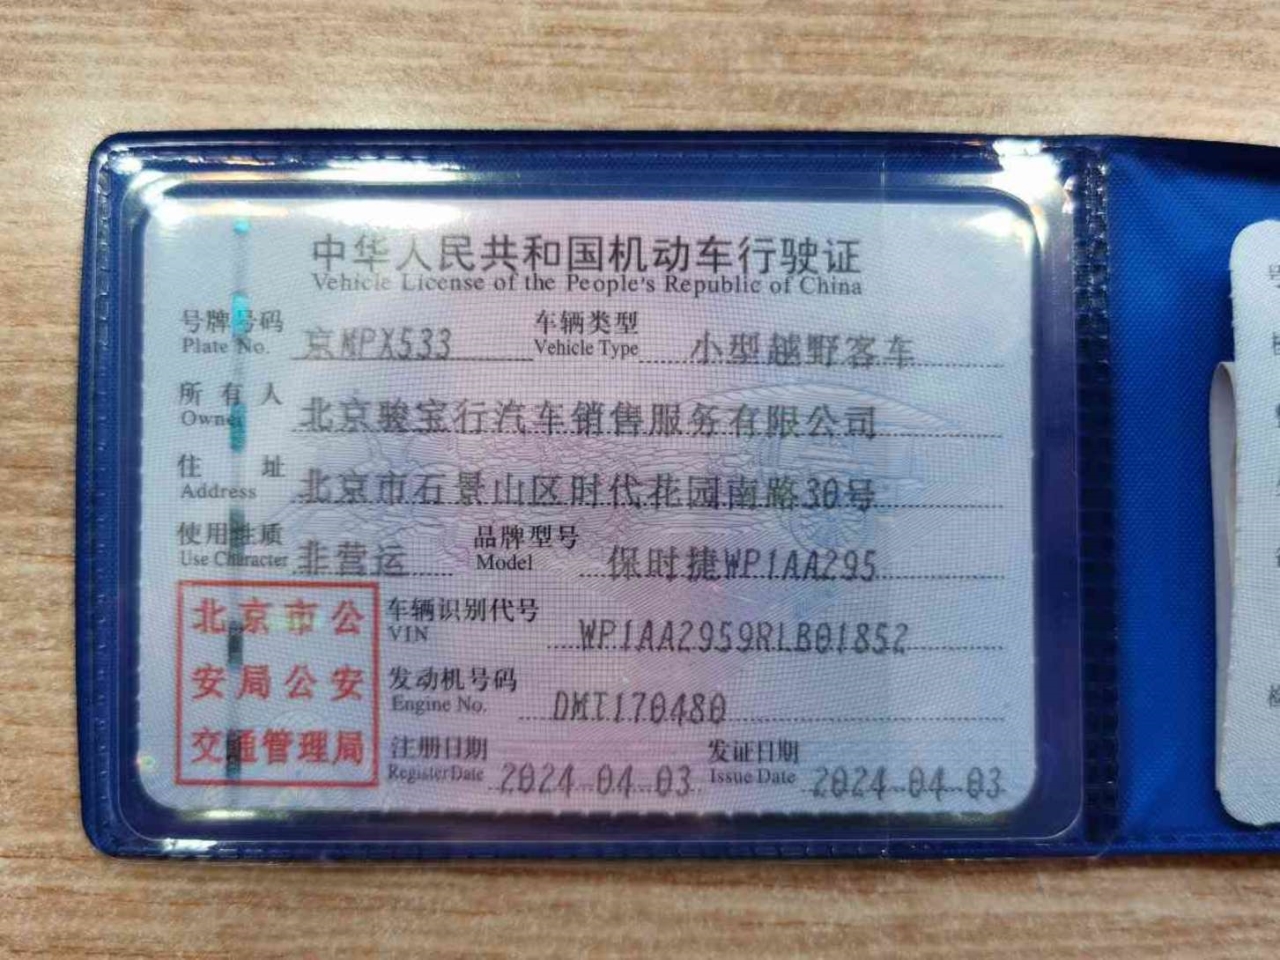 中华人民共和国机动车行驶证
Vehicle License of the People's Republic of China
号牌号码 京MPX533 车辆类型 小型越野客车
Plate No. Vehicle Type
所有人 北京骏宝行汽车销售服务有限公司
Owner
住址 北京市石景山区时代花园南路30号
Address
使用性质 非营运 品牌型号 保时捷WP1AA295
Use Character Model
北京市公
安局公安
交通管理局
车辆识别代号 WP1AA2959RLB01852
VIN
发动机号码 DMT170480
Engine No.
注册日期 2024-04-03 发证日期 2024-04-03
Register Date Issue Date